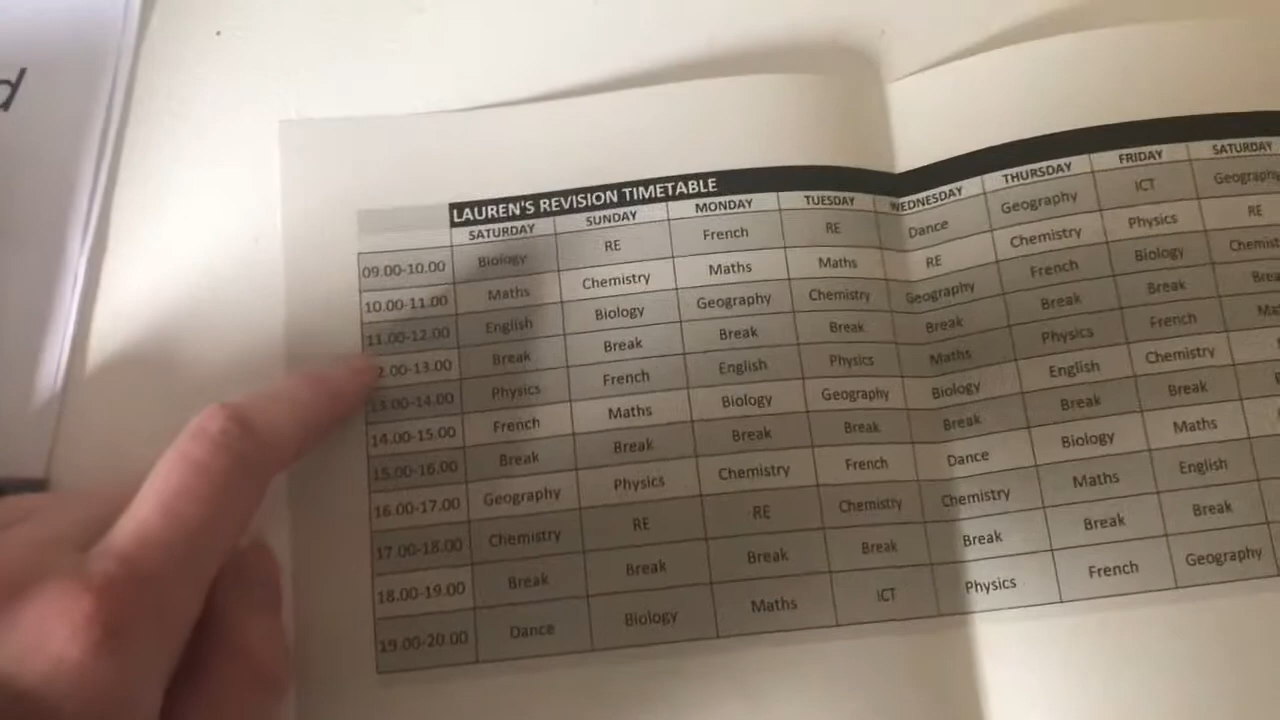 d
LAUREN'S REVISION TIMETABLE
SATURDAY SUNDAY MONDAY TUESDAY WEDNESDAY THURSDAY FRIDAY SATURDAY
09.00-10.00 Biology RE French RE Dance Geography ICT Geography
10.00-11.00 Maths Chemistry Maths Maths RE Chemistry Physics RE
11.00-12.00 English Biology Geography Chemistry Geography French Biology Chemist
2.00-13.00 Break Break Break Break Break Break Break Brea
13.00-14.00 Physics French English Physics Maths Physics French Ma
14.00-15.00 French Maths Biology Geography Biology English Chemistry
15.00-16.00 Break Break Break Break Break Break Break
16.00-17.00 Geography Physics Chemistry French Dance Biology Maths
17.00-18.00 Chemistry RE RE Chemistry Chemistry Maths English
18.00-19.00 Break Break Break Break Break Break Break
19.00-20.00 Dance Biology Maths ICT Physics French Geography